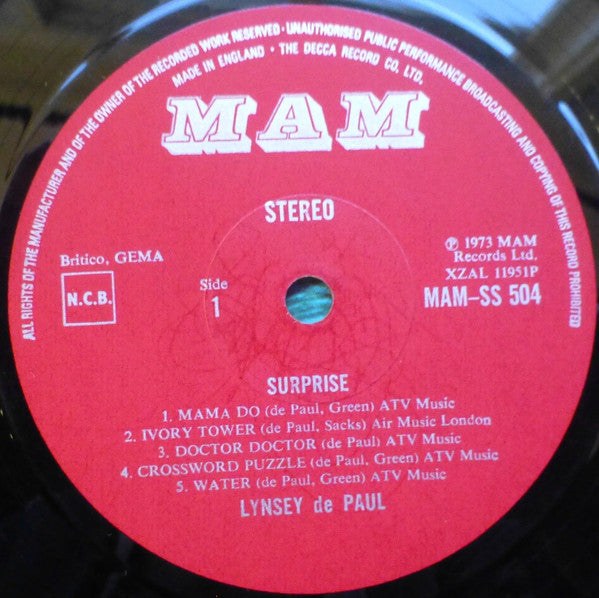 ALL RIGHTS OF THE MANUFACTURER AND OF THE OWNER OF THE RECORDED WORK RESERVED · UNAUTHORISED PUBLIC PERFORMANCE BROADCASTING AND COPYING OF THIS RECORD PROHIBITED
MADE IN ENGLAND · THE DECCA RECORD CO. LTD.
MAM
STEREO
Britico, GEMA
N.C.B.
Side
1
℗ 1973 MAM
Records Ltd.
XZAL 11951P
MAM-SS 504
SURPRISE
1. MAMA DO (de Paul, Green) ATV Music
2. IVORY TOWER (de Paul, Sacks) Air Music London
3. DOCTOR DOCTOR (de Paul) ATV Music
4. CROSSWORD PUZZLE (de Paul, Green) ATV Music
5. WATER (de Paul, Green) ATV Music
LYNSEY de PAUL